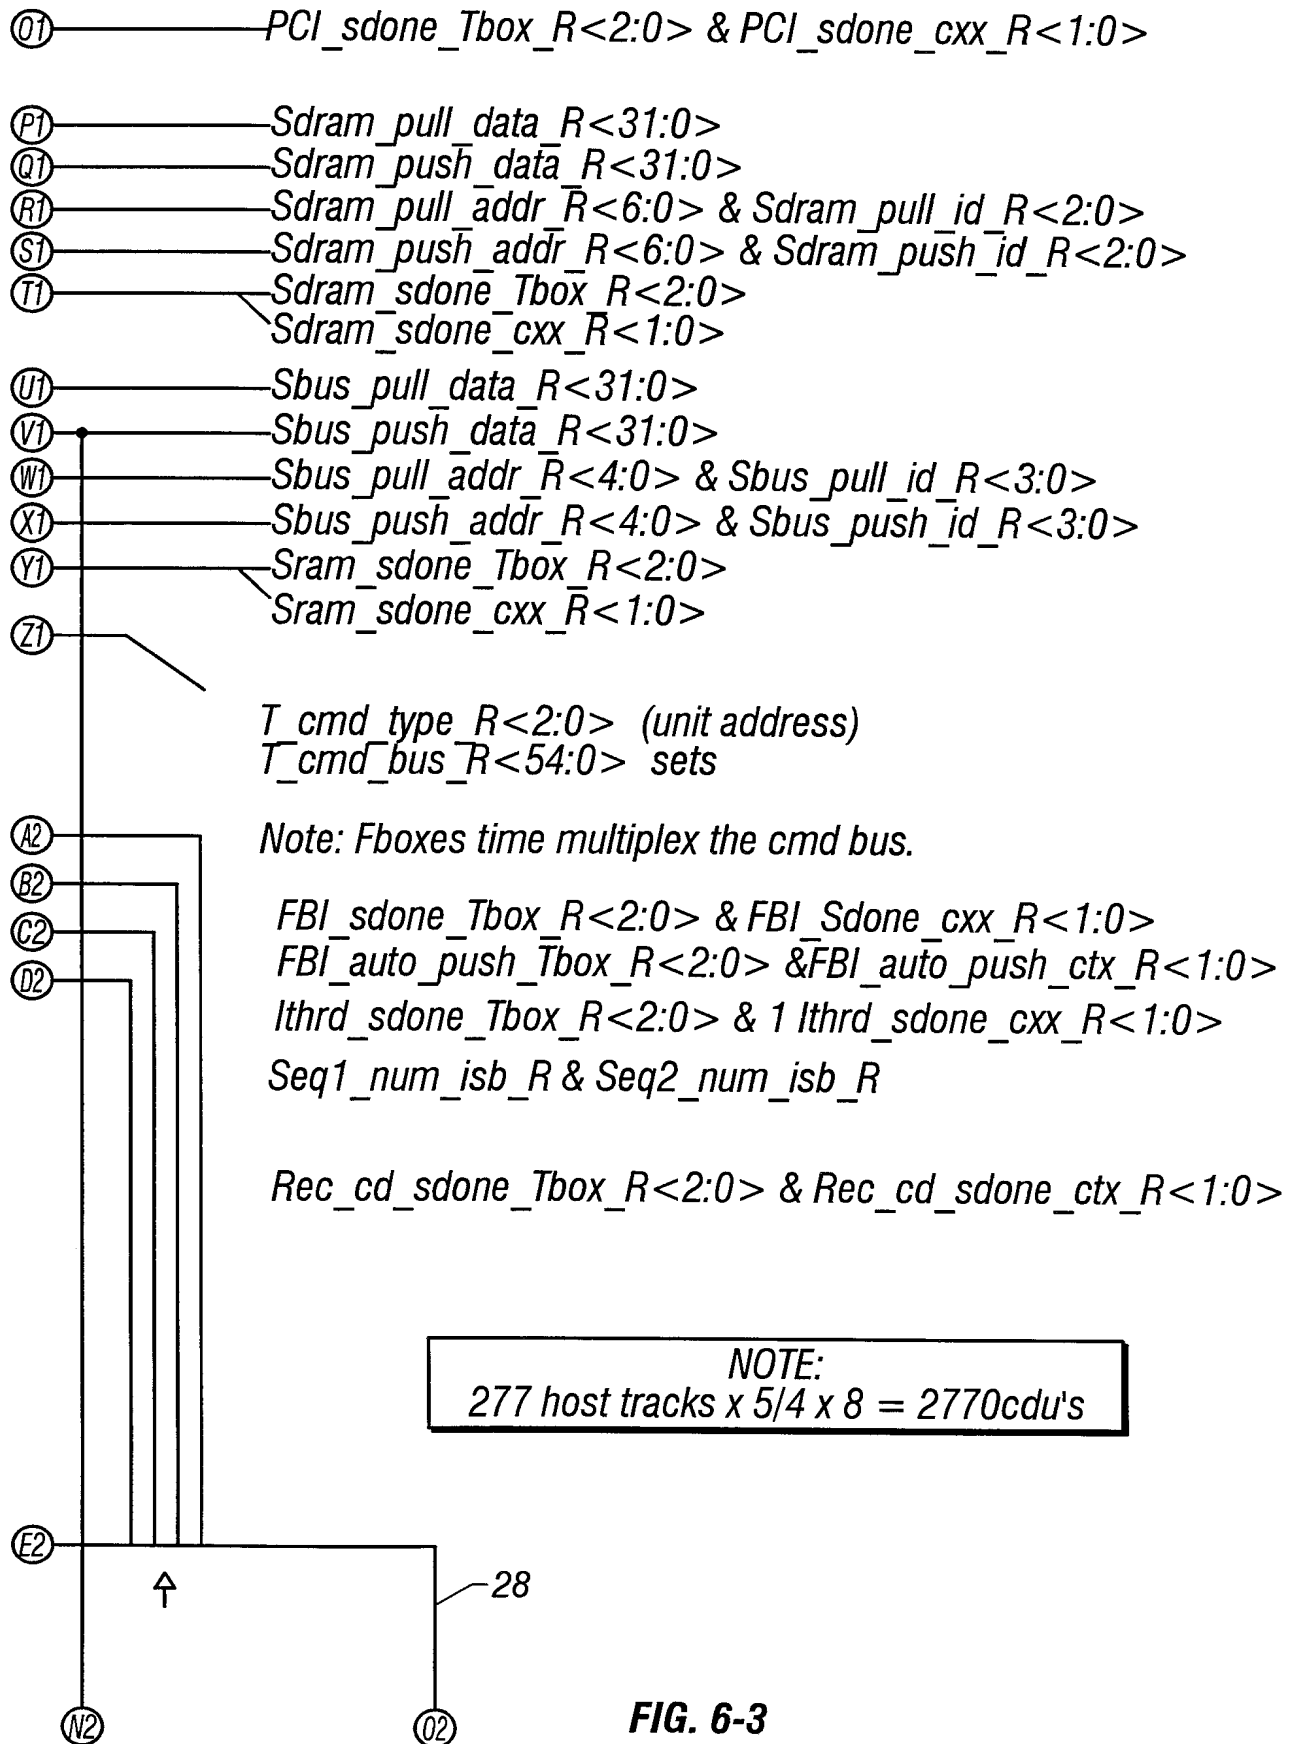 O1 PCI_sdone_Tbox_R<2:0> & PCI_sdone_cxx_R<1:0>
P1 Sdram_pull_data_R<31:0>
Q1 Sdram_push_data_R<31:0>
R1 Sdram_pull_addr_R<6:0> & Sdram_pull_id_R<2:0>
S1 Sdram_push_addr_R<6:0> & Sdram_push_id_R<2:0>
T1 Sdram_sdone_Tbox_R<2:0>
Sdram_sdone_cxx_R<1:0>
U1 Sbus_pull_data_R<31:0>
V1 Sbus_push_data_R<31:0>
W1 Sbus_pull_addr_R<4:0> & Sbus_pull_id_R<3:0>
X1 Sbus_push_addr_R<4:0> & Sbus_push_id_R<3:0>
Y1 Sram_sdone_Tbox_R<2:0>
Sram_sdone_cxx_R<1:0>
Z1
T_cmd_type_R<2:0> (unit address)
T_cmd_bus_R<54:0> sets
A2 Note: Fboxes time multiplex the cmd bus.
B2
FBI_sdone_Tbox_R<2:0> & FBI_Sdone_cxx_R<1:0>
C2
FBI_auto_push_Tbox_R<2:0> &FBI_auto_push_ctx_R<1:0>
D2
Ithrd_sdone_Tbox_R<2:0> & 1 Ithrd_sdone_cxx_R<1:0>
Seq1_num_isb_R & Seq2_num_isb_R
Rec_cd_sdone_Tbox_R<2:0> & Rec_cd_sdone_ctx_R<1:0>
NOTE:
277 host tracks x 5/4 x 8 = 2770cdu's
E2
28
N2 O2
FIG. 6-3